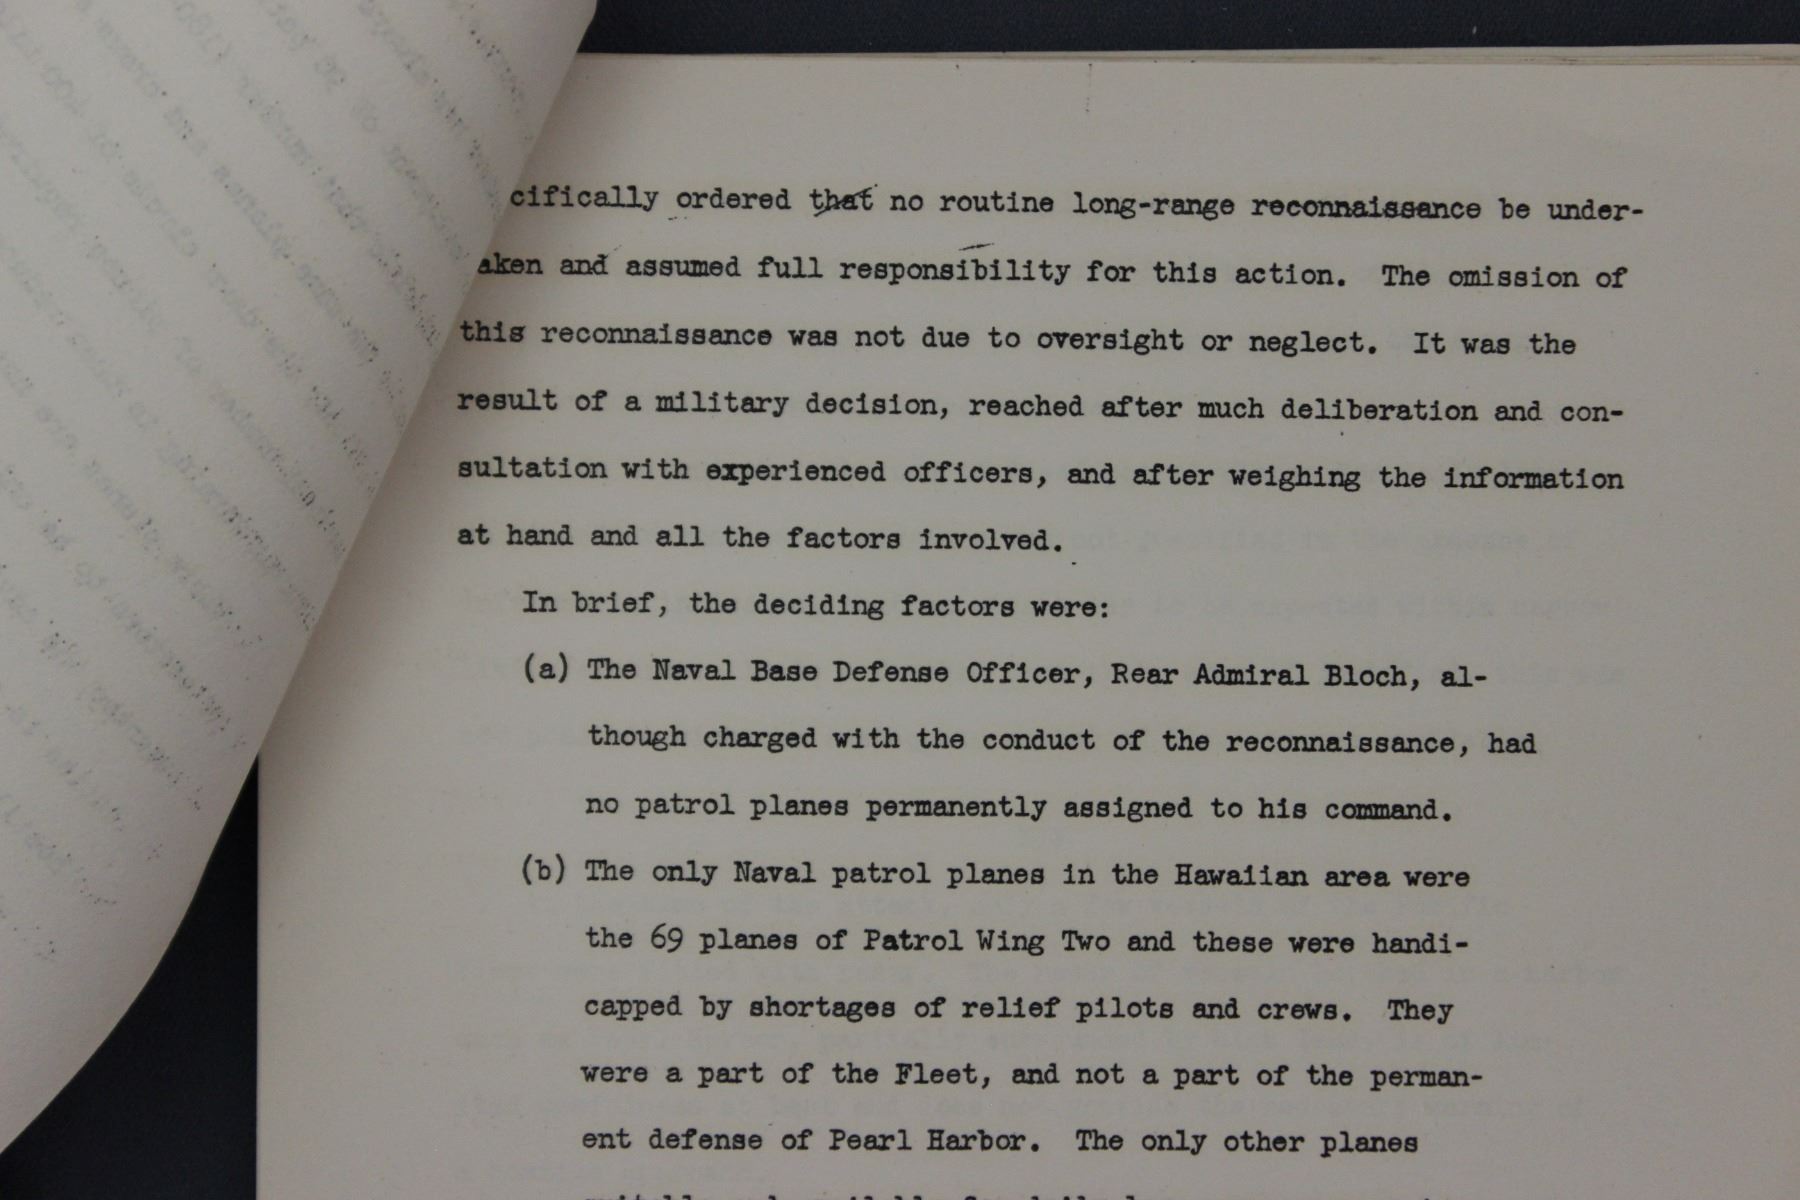 cifically ordered that no routine long-range reconnaissance be under-
aken and assumed full responsibility for this action. The omission of
this reconnaissance was not due to oversight or neglect. It was the
result of a military decision, reached after much deliberation and con-
sultation with experienced officers, and after weighing the information
at hand and all the factors involved.
In brief, the deciding factors were:
(a) The Naval Base Defense Officer, Rear Admiral Bloch, al-
though charged with the conduct of the reconnaissance, had
no patrol planes permanently assigned to his command.
(b) The only Naval patrol planes in the Hawaiian area were
the 69 planes of Patrol Wing Two and these were handi-
capped by shortages of relief pilots and crews. They
were a part of the Fleet, and not a part of the perman-
ent defense of Pearl Harbor. The only other planes